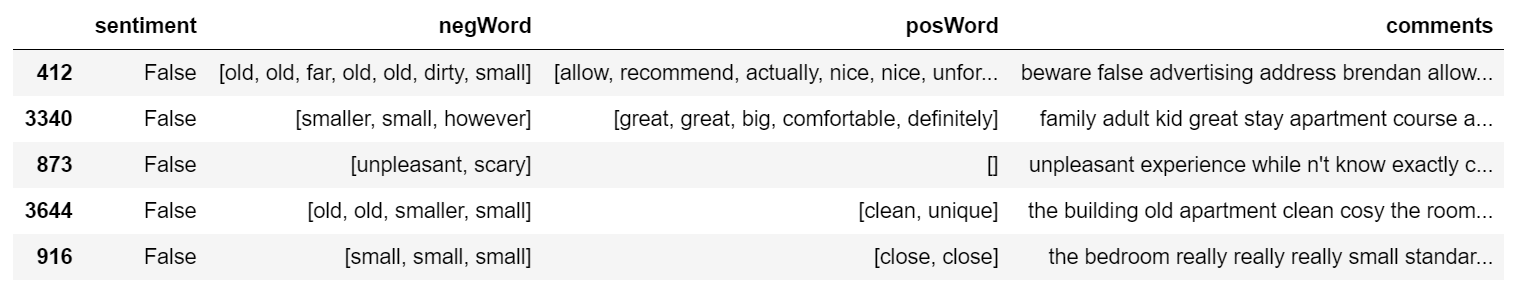 sentiment negWord posWord comments
412 False [old, old, far, old, old, dirty, small] [allow, recommend, actually, nice, nice, unfor... beware false advertising address brendan allow...
3340 False [smaller, small, however] [great, great, big, comfortable, definitely] family adult kid great stay apartment course a...
873 False [unpleasant, scary] [] unpleasant experience while n't know exactly c...
3644 False [old, old, smaller, small] [clean, unique] the building old apartment clean cosy the room...
916 False [small, small, small] [close, close] the bedroom really really really small standar...